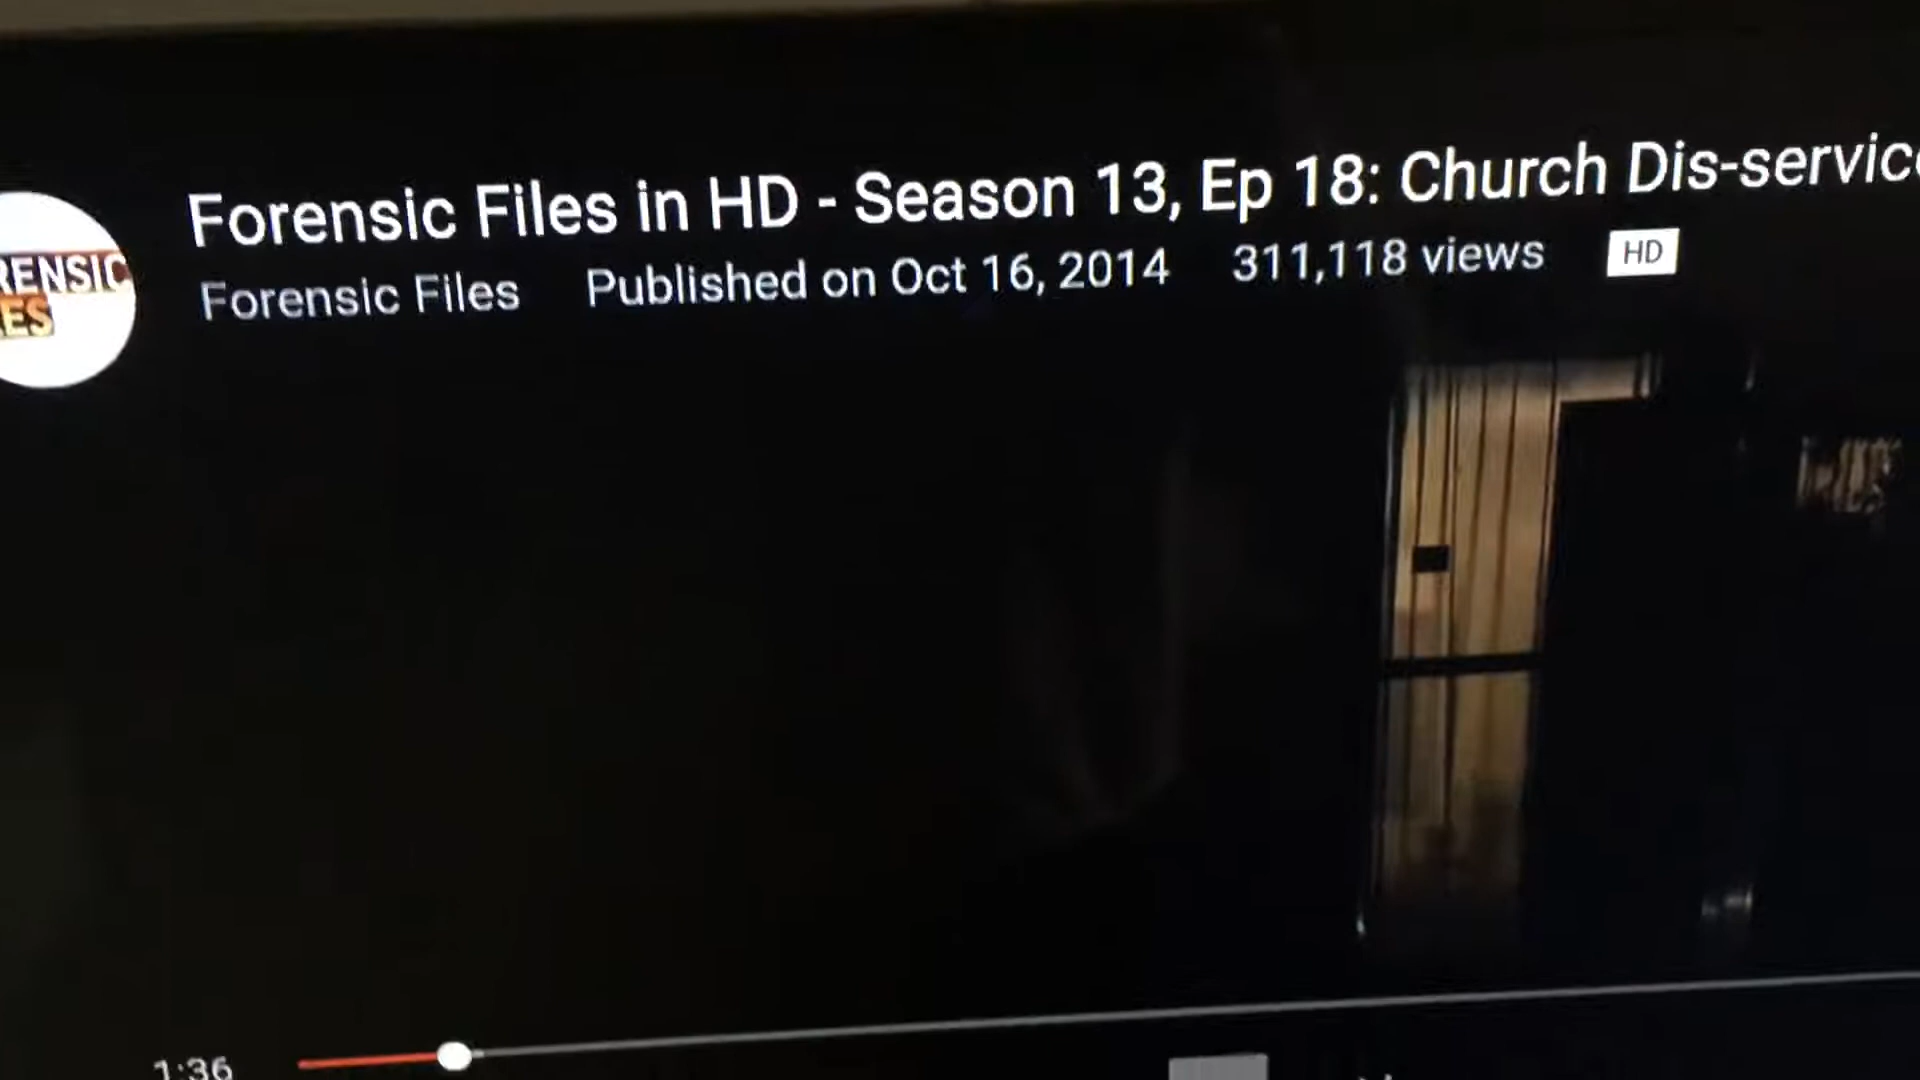 Forensic Files in HD - Season 13, Ep 18: Church Dis-service
Forensic Files Published on Oct 16, 2014 311,118 views HD
RENSIC
ES
1:36